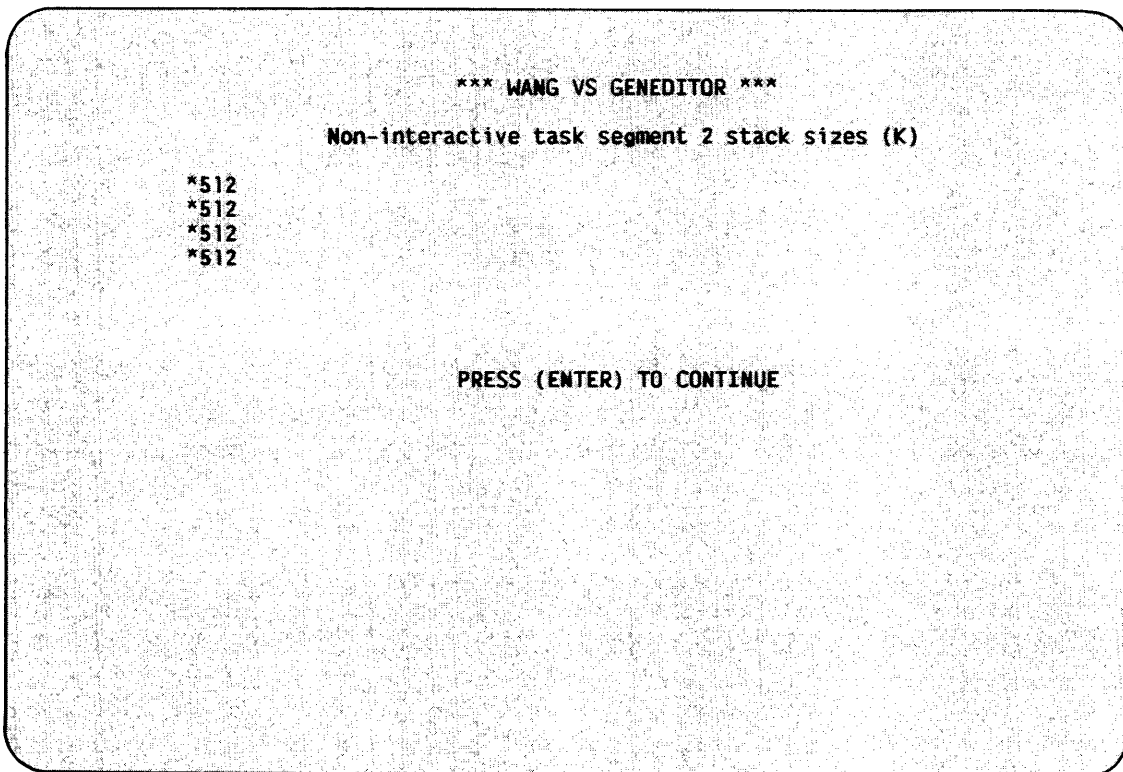 *** WANG VS GENEDITOR ***
Non-interactive task segment 2 stack sizes (K)
*512
*512
*512
*512
PRESS (ENTER) TO CONTINUE